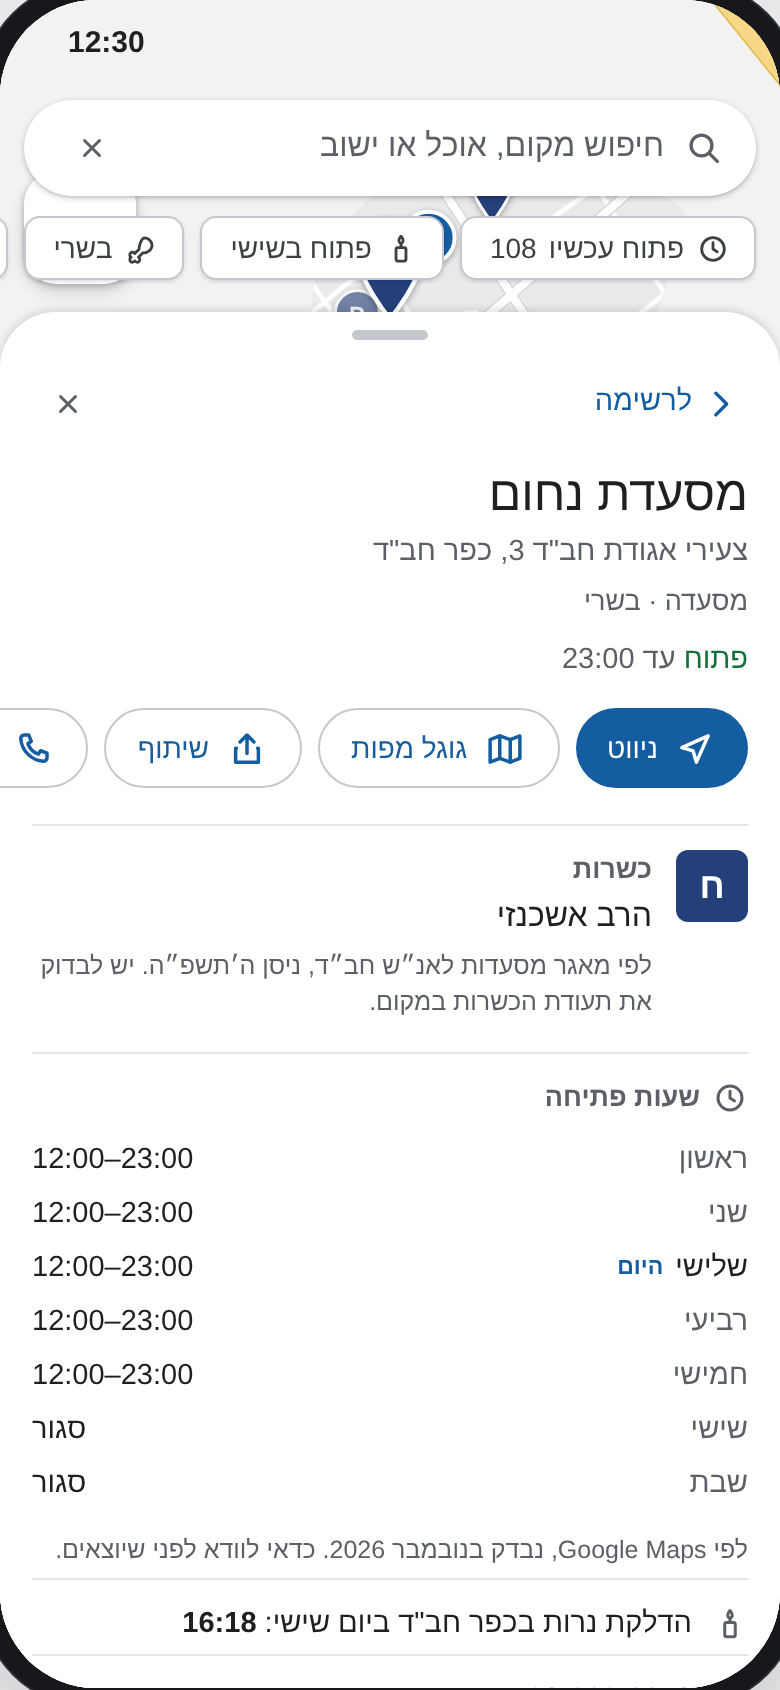 12:30
חיפוש מקום, אוכל או ישוב
פתוח עכשיו 108
פתוח בשישי
בשרי
לרשימה
מסעדת נחום
צעירי אגודת חב"ד 3, כפר חב"ד
מסעדה · בשרי
פתוח עד 23:00
ניווט
גוגל מפות
שיתוף
ח
כשרות
הרב אשכנזי
לפי מאגר מסעדות לאנ״ש חב״ד, ניסן ה׳תשפ״ה. יש לבדוק
את תעודת הכשרות במקום.
שעות פתיחה
ראשון 12:00–23:00
שני 12:00–23:00
שלישי היום 12:00–23:00
רביעי 12:00–23:00
חמישי 12:00–23:00
שישי סגור
שבת סגור
לפי Google Maps, נבדק בנובמבר 2026. כדאי לוודא לפני שיוצאים.
הדלקת נרות בכפר חב"ד ביום שישי: 16:18